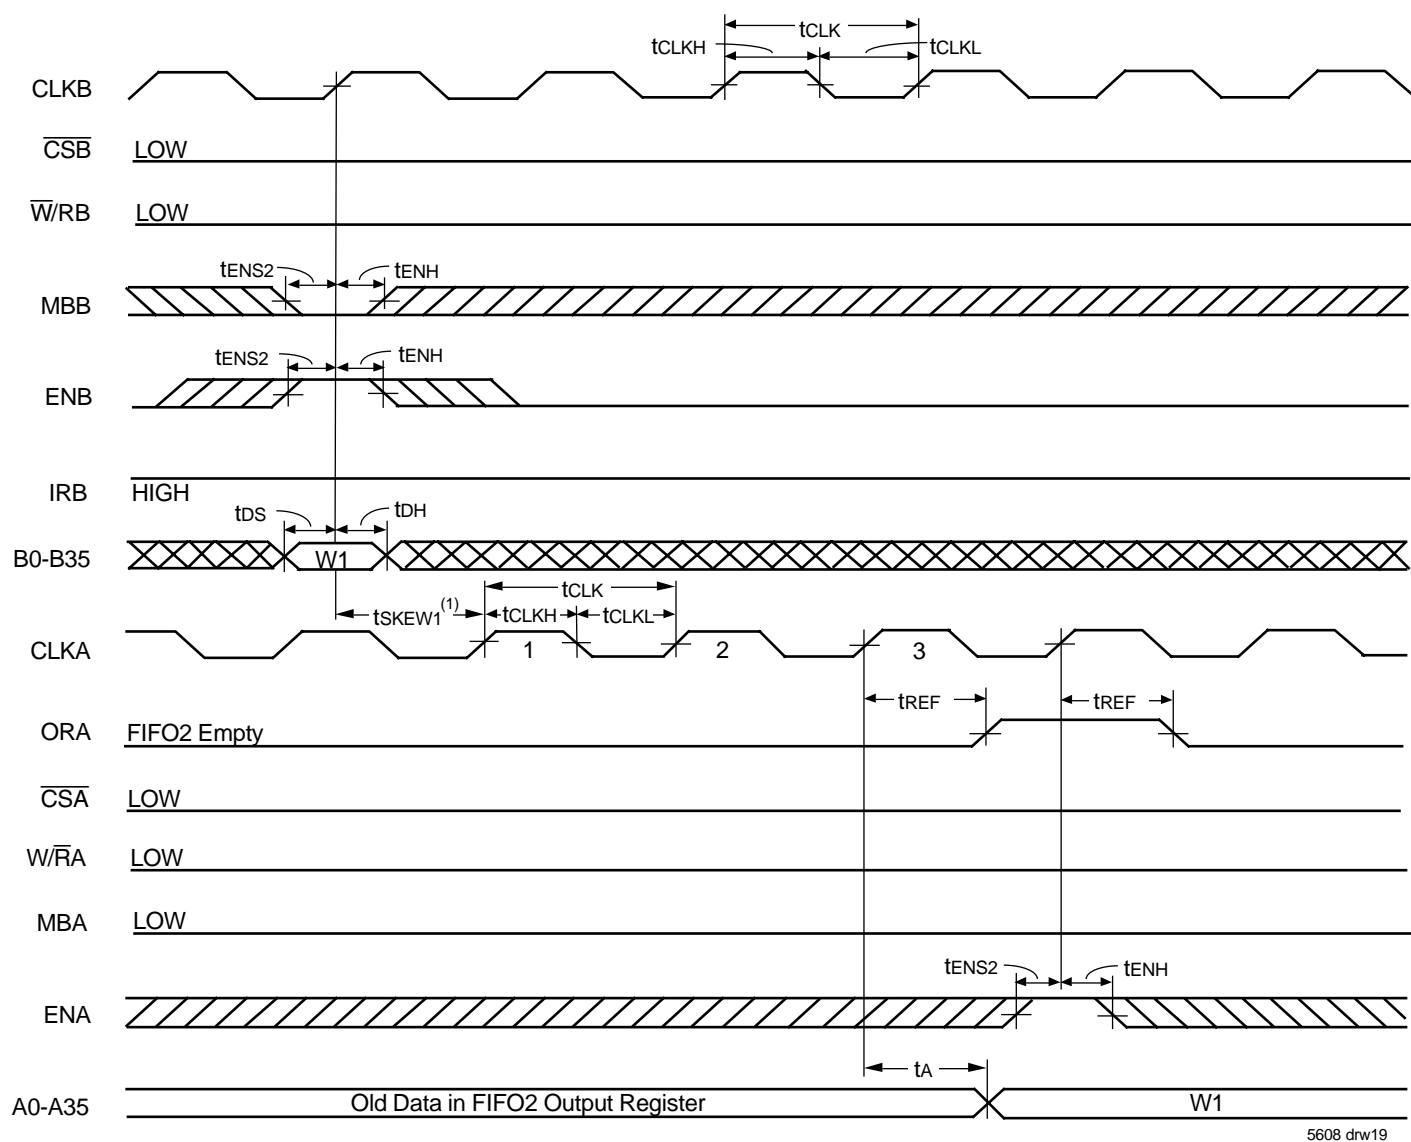 tCLK
tCLKH
tCLKL
CLKB
CSB
LOW
W/RB
LOW
tENS2
tENH
MBB
tENS2
tENH
ENB
IRB
HIGH
tDS
tDH
B0-B35
W1
tCLK
tSKEW1(1)
tCLKH
tCLKL
CLKA
1
2
3
tREF
tREF
ORA
FIFO2 Empty
CSA
LOW
W/RA
LOW
MBA
LOW
tENS2
tENH
ENA
tA
A0-A35
Old Data in FIFO2 Output Register
W1
5608 drw19